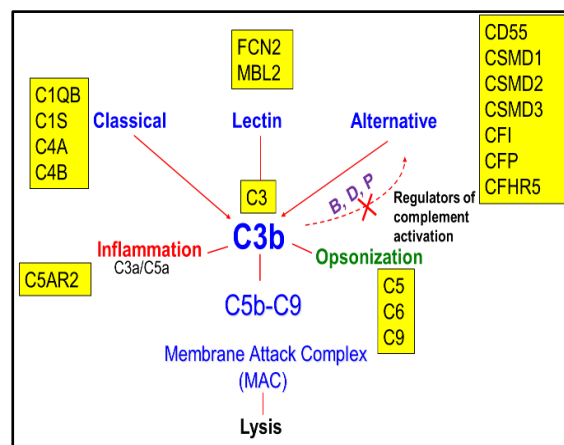 FCN2
MBL2
CD55
CSMD1
CSMD2
CSMD3
CFI
CFP
CFHR5
C1QB
C1S
C4A
C4B
Classical
Lectin
Alternative
C3
B, D, P
Regulators of
complement
activation
C3b
Inflammation
C3a/C5a
Opsonization
C5AR2
C5
C6
C9
C5b-C9
Membrane Attack Complex
(MAC)
Lysis